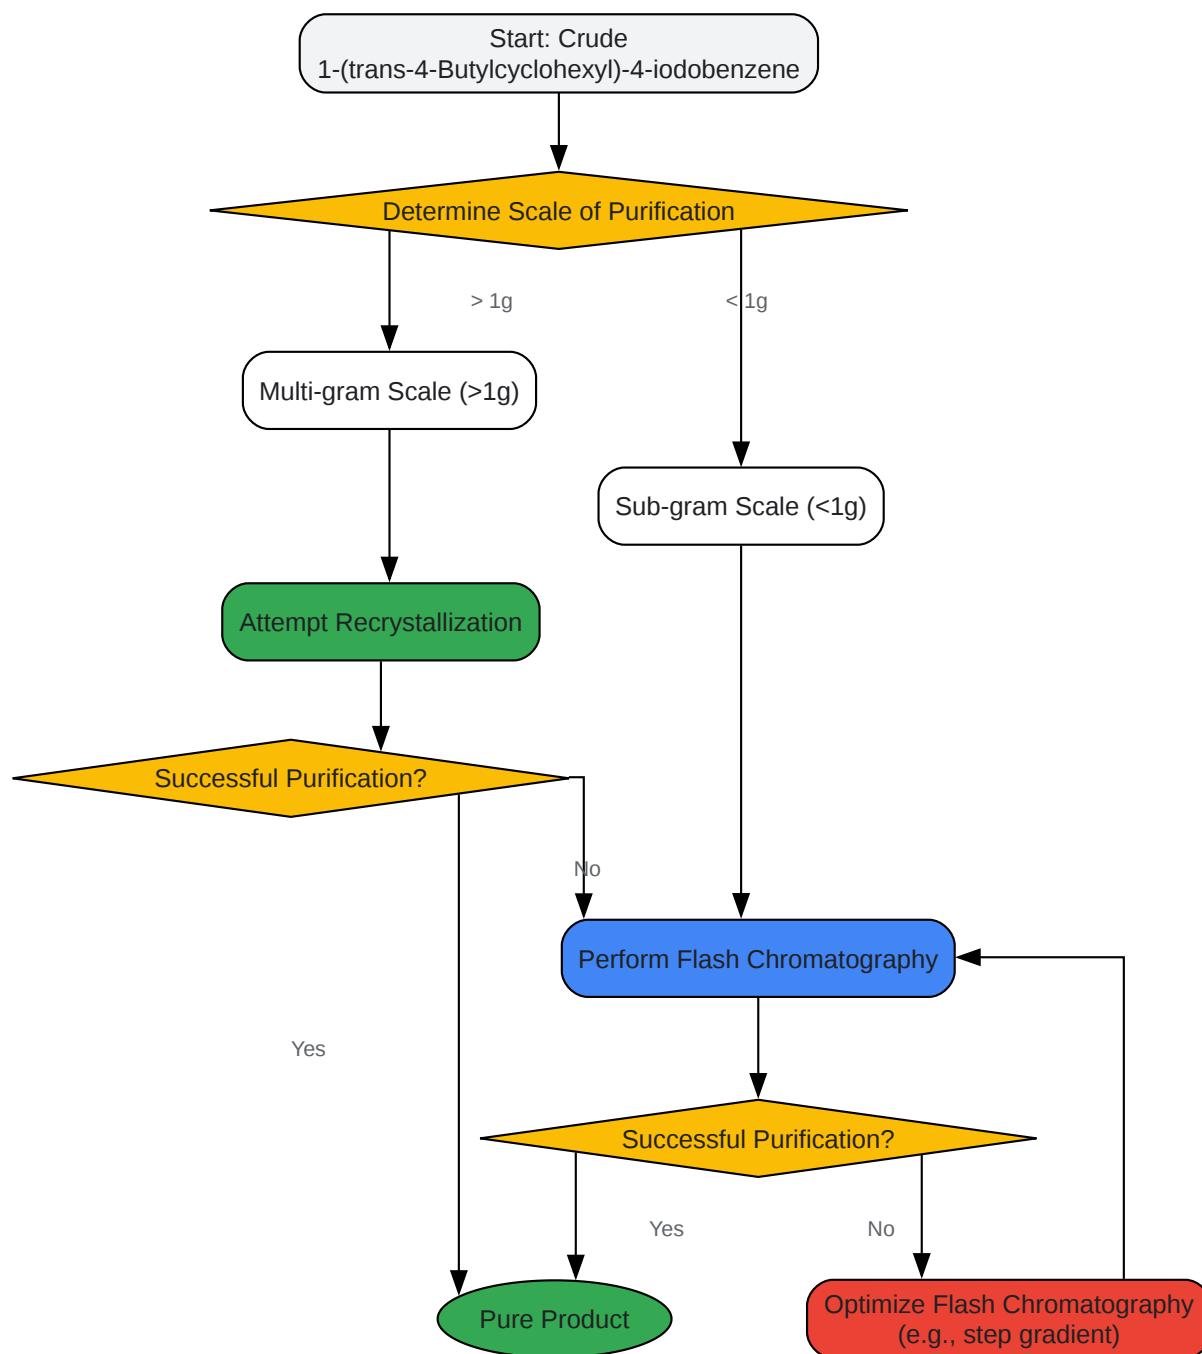 Start: Crude
1-(trans-4-Butylcyclohexyl)-4-iodobenzene
Determine Scale of Purification
> 1g
< 1g
Multi-gram Scale (>1g)
Sub-gram Scale (<1g)
Attempt Recrystallization
Successful Purification?
No
Perform Flash Chromatography
Yes
Successful Purification?
Yes
No
Pure Product
Optimize Flash Chromatography
(e.g., step gradient)